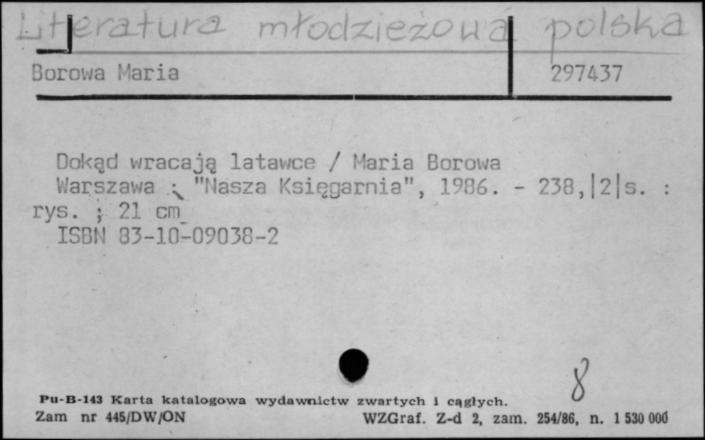 Literatura młodzieżowa polska
Borowa Maria 297437
Dokąd wracają latawce / Maria Borowa
Warszawa : "Nasza Księgarnia", 1986. - 238,|2|s. :
rys. ; 21 cm
ISBN 83-10-09038-2
8
Pu-B-143 Karta katalogowa wydawnictw zwartych i cągłych.
Zam nr 445/DW/ON WZGraf. Z-d 2, zam. 254/86, n. 1 530 000